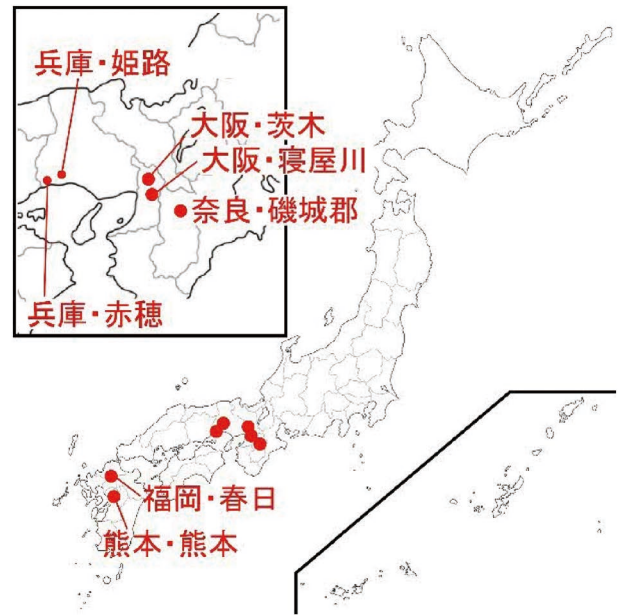 兵庫・姫路
大阪・茨木
大阪・寝屋川
奈良・磯城郡
兵庫・赤穂
福岡・春日
熊本・熊本